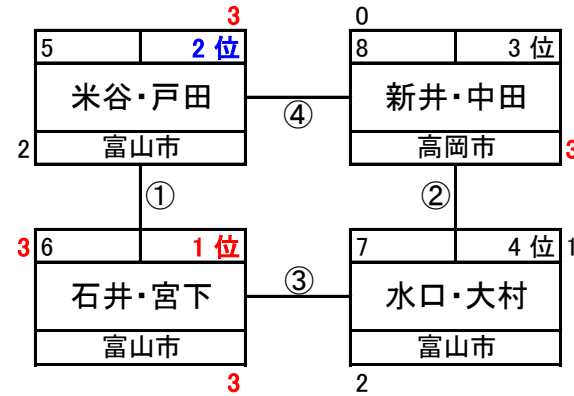 3 0
5 2 位 8 3 位
米谷・戸田 新井・中田
④
2 富山市 高岡市 3
① ②
3 6 1 位 7 4 位 1
石井・宮下 ③ 水口・大村
富山市 富山市
3 2